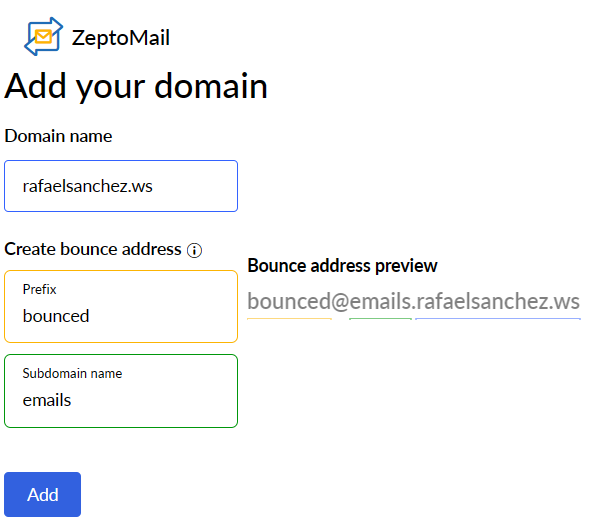 ZeptoMail
Add your domain
Domain name
rafaelsanchez.ws
Create bounce address
Bounce address preview
Prefix
bounced
bounced@emails.rafaelsanchez.ws
Subdomain name
emails
Add